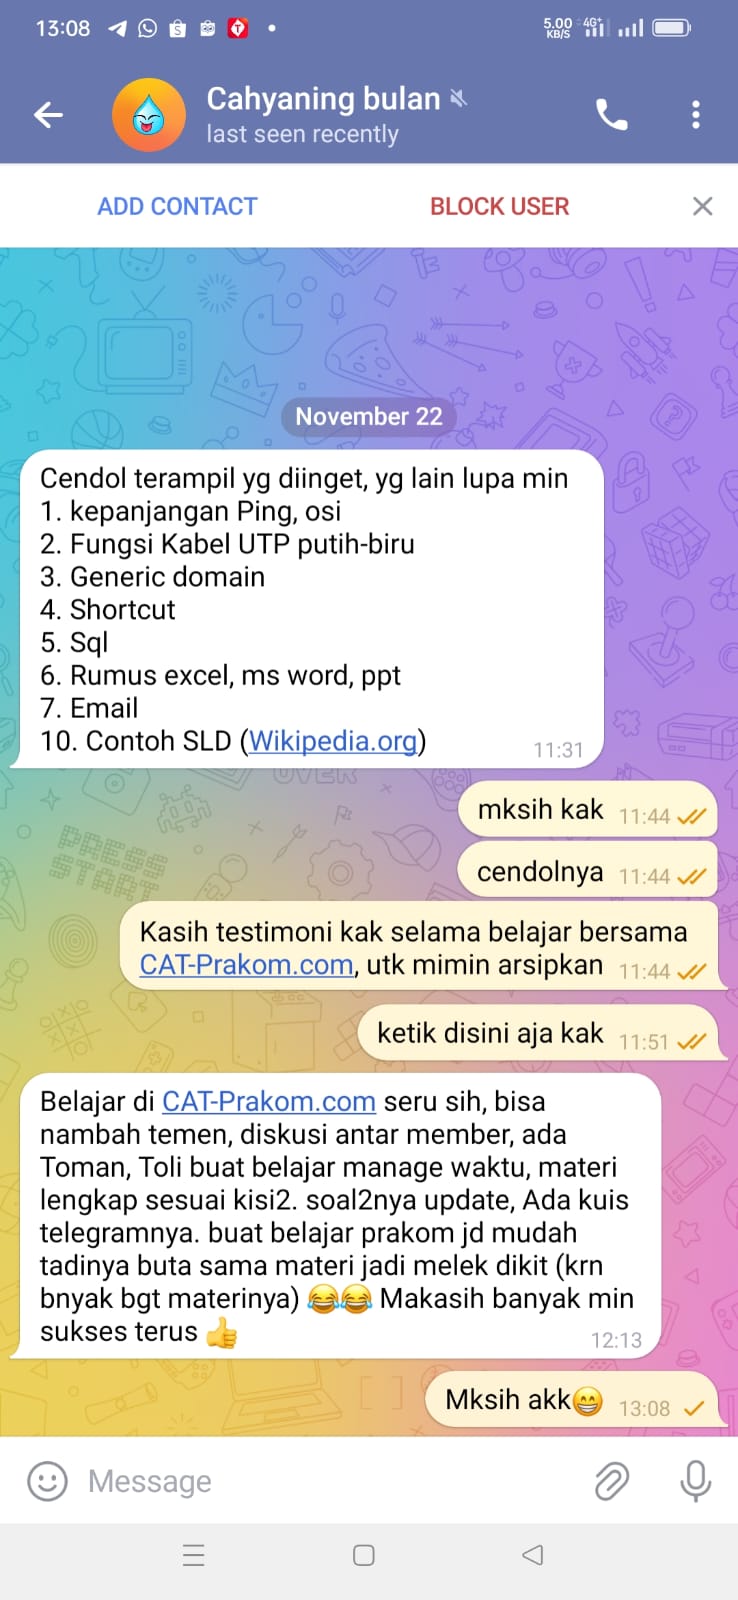 13:08
5.00 KB/S 4G+
Cahyaning bulan
last seen recently
ADD CONTACT
BLOCK USER
November 22
Cendol terampil yg diinget, yg lain lupa min
1. kepanjangan Ping, osi
2. Fungsi Kabel UTP putih-biru
3. Generic domain
4. Shortcut
5. Sql
6. Rumus excel, ms word, ppt
7. Email
10. Contoh SLD (Wikipedia.org)
11:31
mksih kak 11:44
cendolnya 11:44
PRESS
START
OVER
Kasih testimoni kak selama belajar bersama
CAT-Prakom.com, utk mimin arsipkan 11:44
ketik disini aja kak 11:51
Belajar di CAT-Prakom.com seru sih, bisa
nambah temen, diskusi antar member, ada
Toman, Toli buat belajar manage waktu, materi
lengkap sesuai kisi2. soal2nya update, Ada kuis
telegramnya. buat belajar prakom jd mudah
tadinya buta sama materi jadi melek dikit (krn
bnyak bgt materinya) 😂😂 Makasih banyak min
sukses terus 👍
12:13
Mksih akk😁 13:08
Message